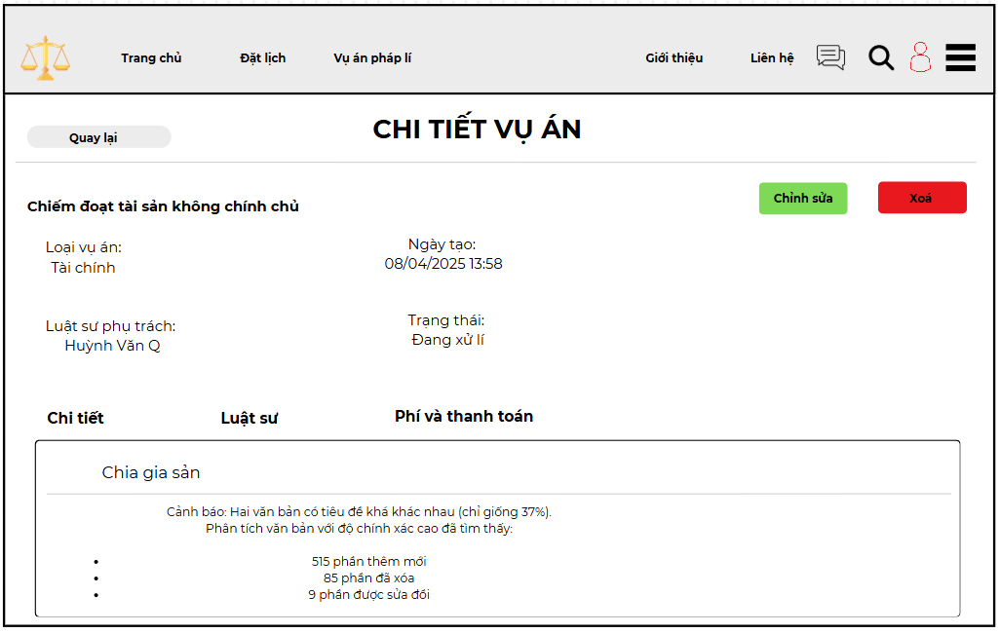 Trang chủ Đặt lịch Vụ án pháp lí Giới thiệu Liên hệ
Quay lại
CHI TIẾT VỤ ÁN
Chiếm đoạt tài sản không chính chủ
Chỉnh sửa
Xoá
Loại vụ án:
Tài chính
Ngày tạo:
08/04/2025 13:58
Luật sư phụ trách:
Huỳnh Văn Q
Trạng thái:
Đang xử lí
Chi tiết Luật sư Phí và thanh toán
Chia gia sản
Cảnh báo: Hai văn bản có tiêu đề khá khác nhau (chỉ giống 37%).
Phân tích văn bản với độ chính xác cao đã tìm thấy:
• 515 phần thêm mới
• 85 phần đã xóa
• 9 phần được sửa đổi